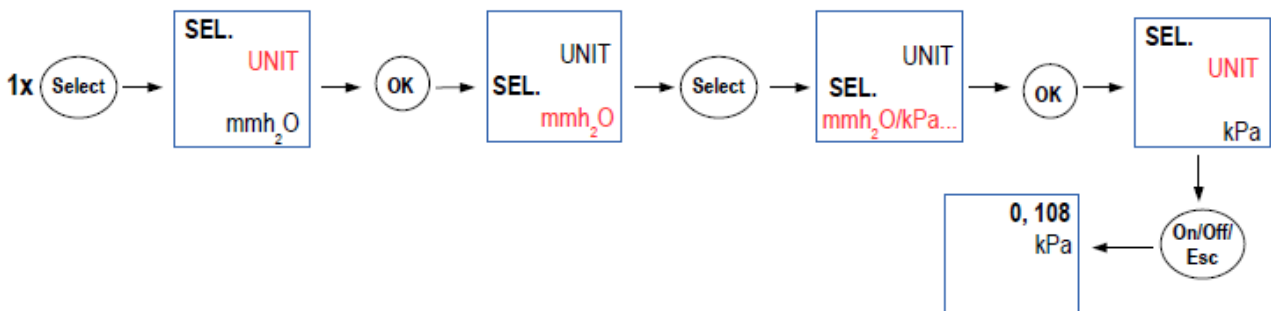 1x
Select
SEL.
UNIT
mmh₂O
OK
UNIT
SEL.
mmh₂O
Select
UNIT
SEL.
mmh₂O/kPa...
OK
SEL.
UNIT
kPa
On/Off/
Esc
0, 108
kPa